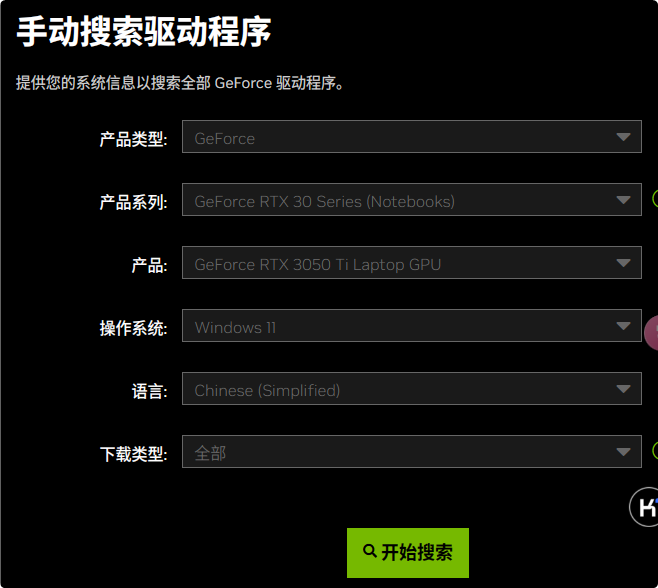 手动搜索驱动程序
提供您的系统信息以搜索全部 GeForce 驱动程序。
产品类型: GeForce
产品系列: GeForce RTX 30 Series (Notebooks)
产品: GeForce RTX 3050 Ti Laptop GPU
操作系统: Windows 11
语言: Chinese (Simplified)
下载类型: 全部
K
开始搜索